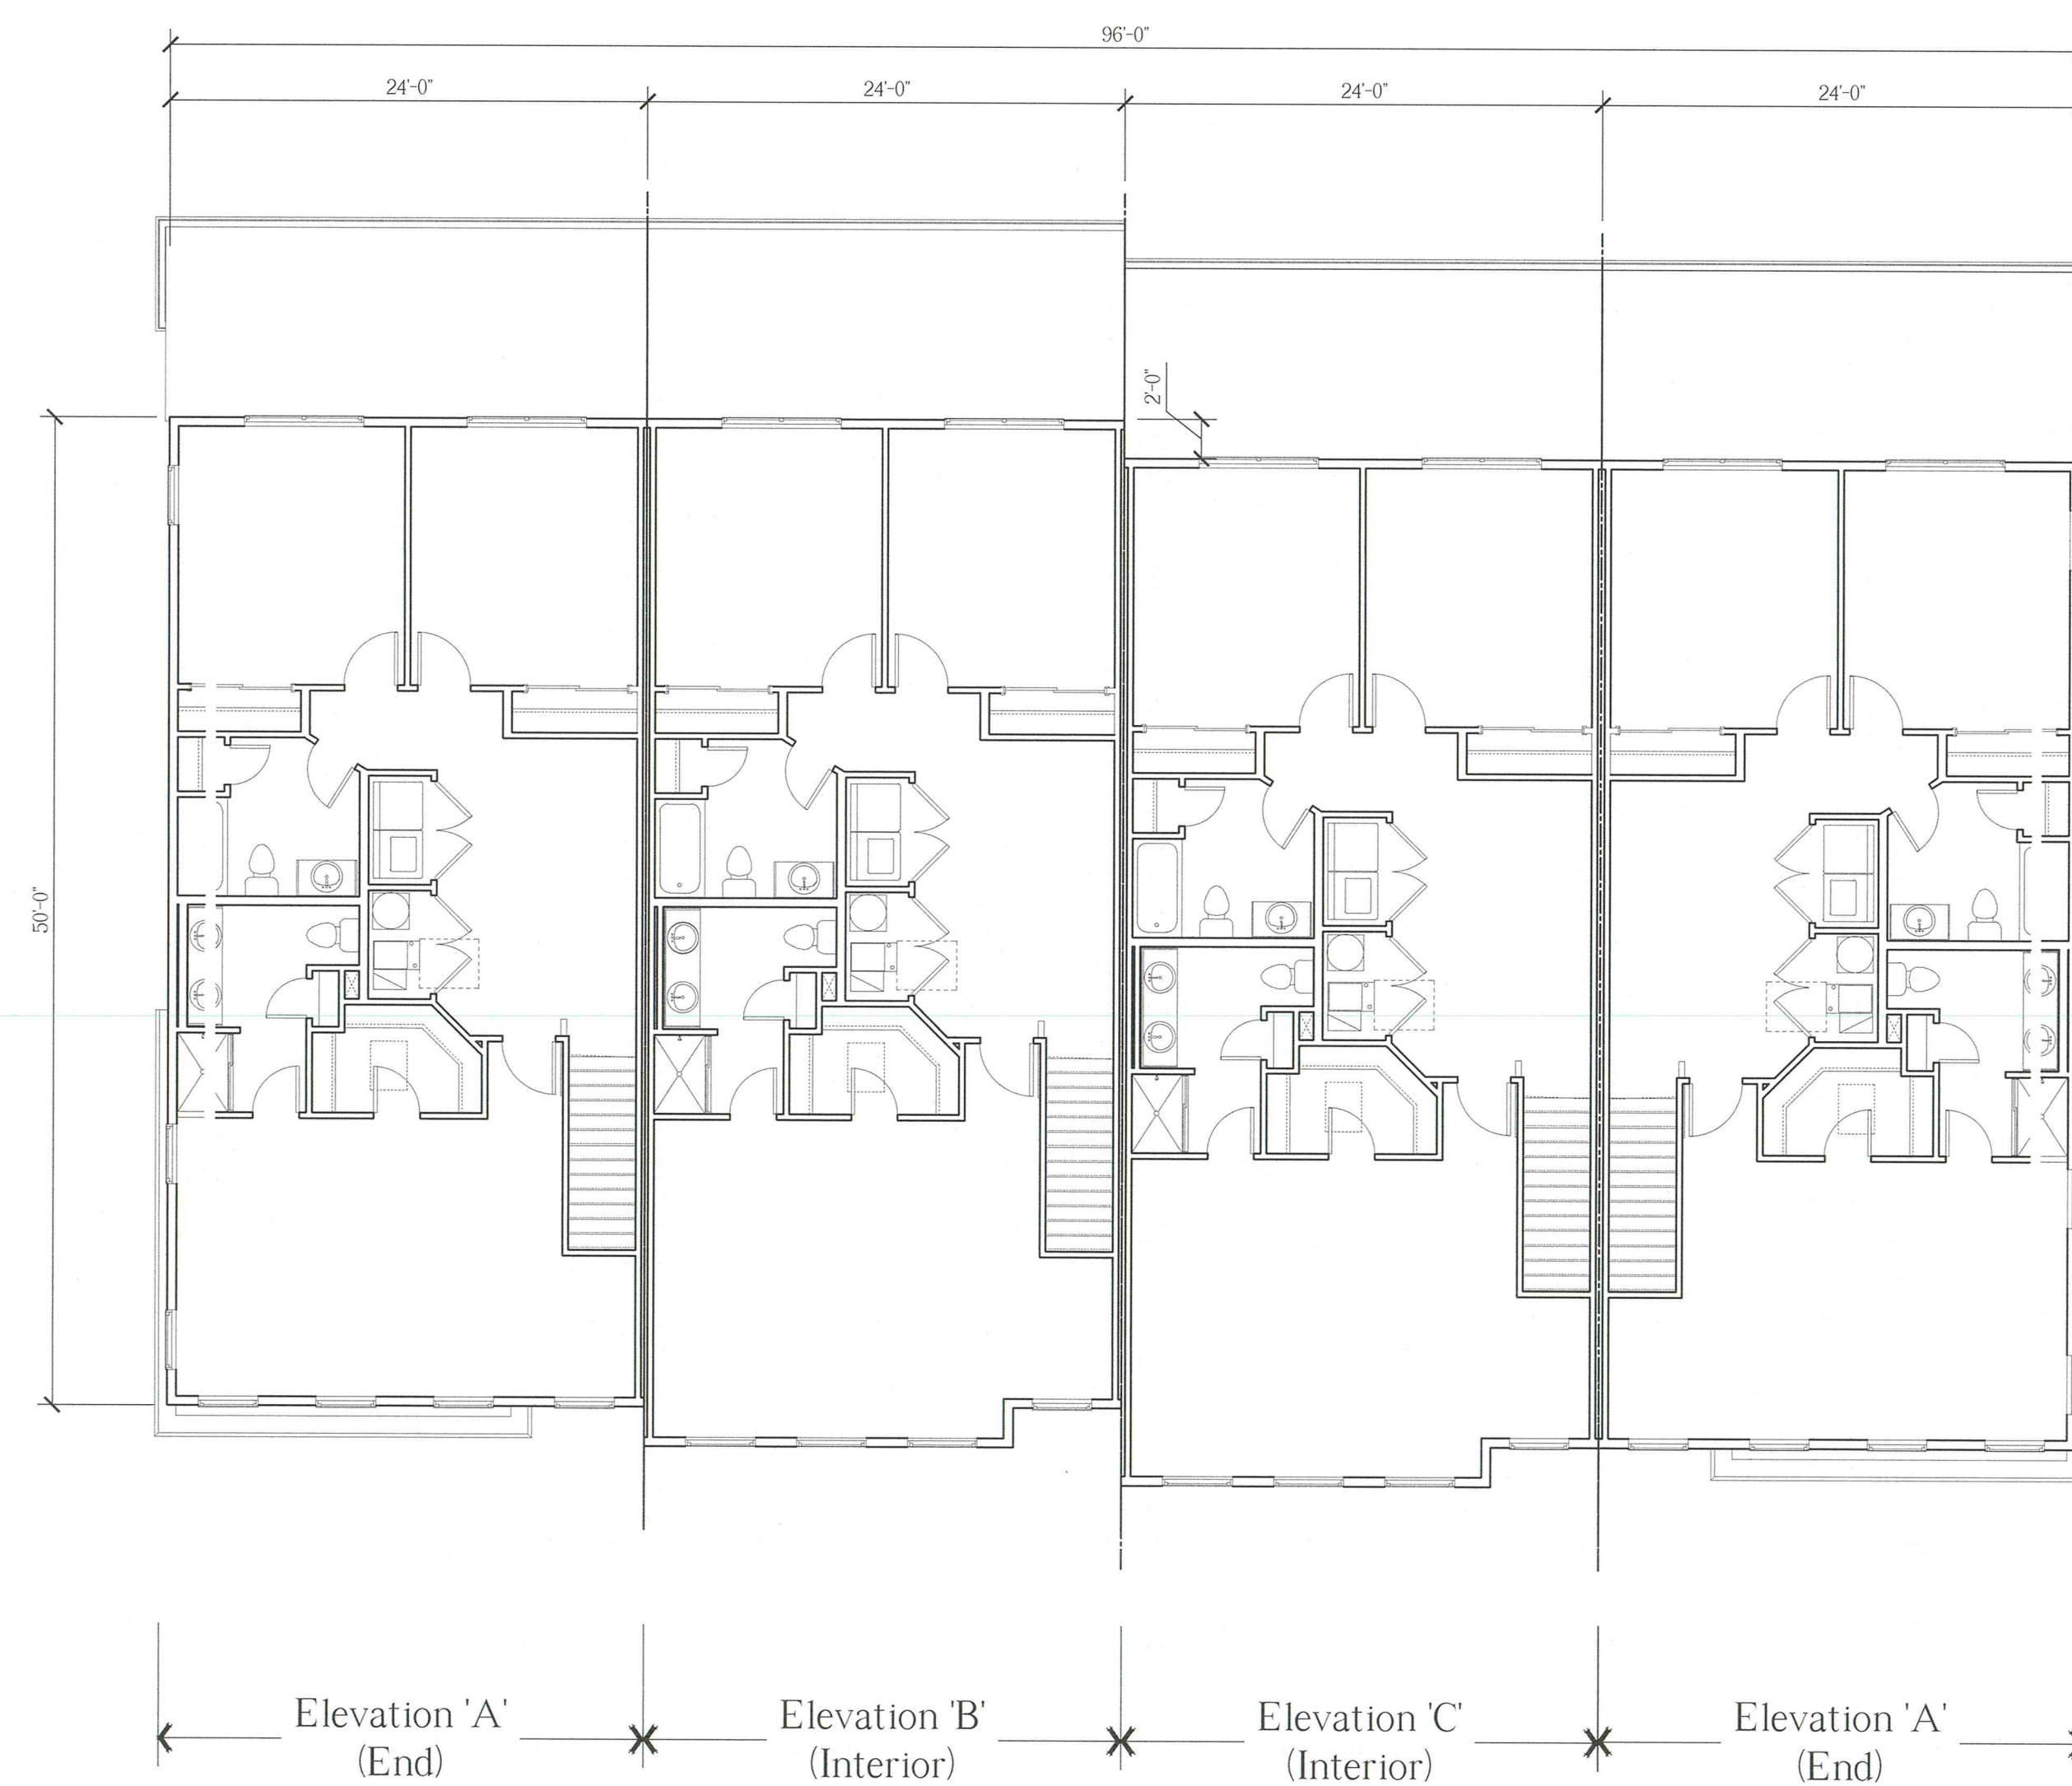 96'-0"
24'-0"
24'-0"
24'-0"
24'-0"
2'-0"
50'-0"
Elevation 'A'
(End)
Elevation 'B'
(Interior)
Elevation 'C'
(Interior)
Elevation 'A'
(End)